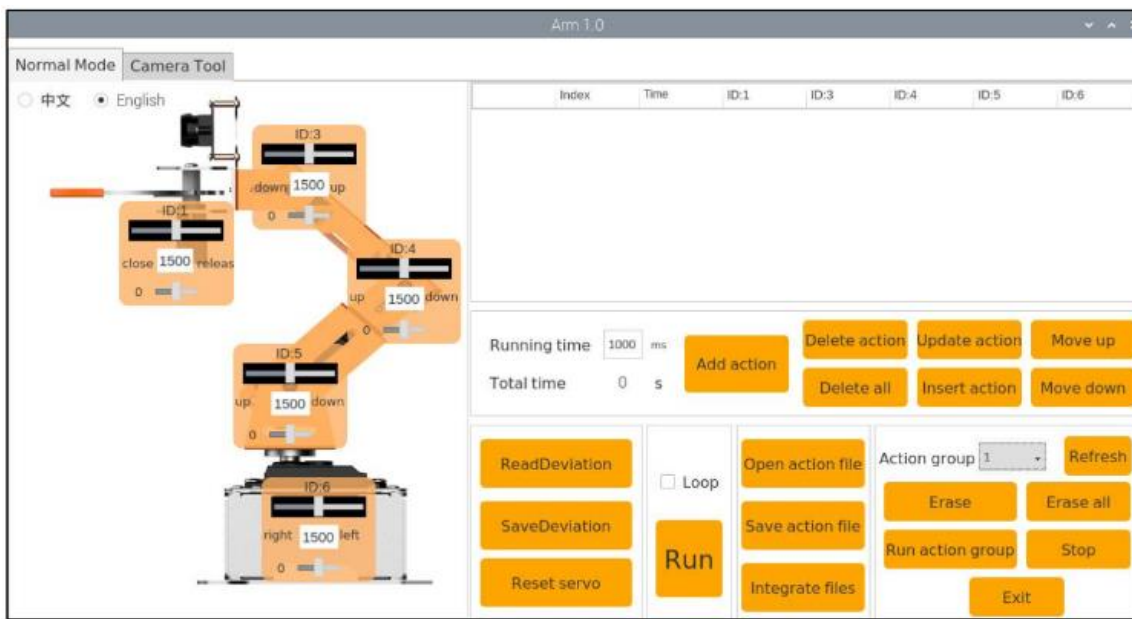 Arm 1.0
Normal Mode Camera Tool
中文 English
ID:3
down 1500 up
0
ID:1
close 1500 releas
0
ID:4
up 1500 down
0
ID:5
up 1500 down
0
ID:6
right 1500 left
0
Index Time ID:1 ID:3 ID:4 ID:5 ID:6
Running time 1000 ms
Total time 0 s
Add action
Delete action Update action Move up
Delete all Insert action Move down
ReadDeviation
SaveDeviation
Reset servo
Loop
Run
Open action file
Save action file
Integrate files
Action group 1 Refresh
Erase Erase all
Run action group Stop
Exit